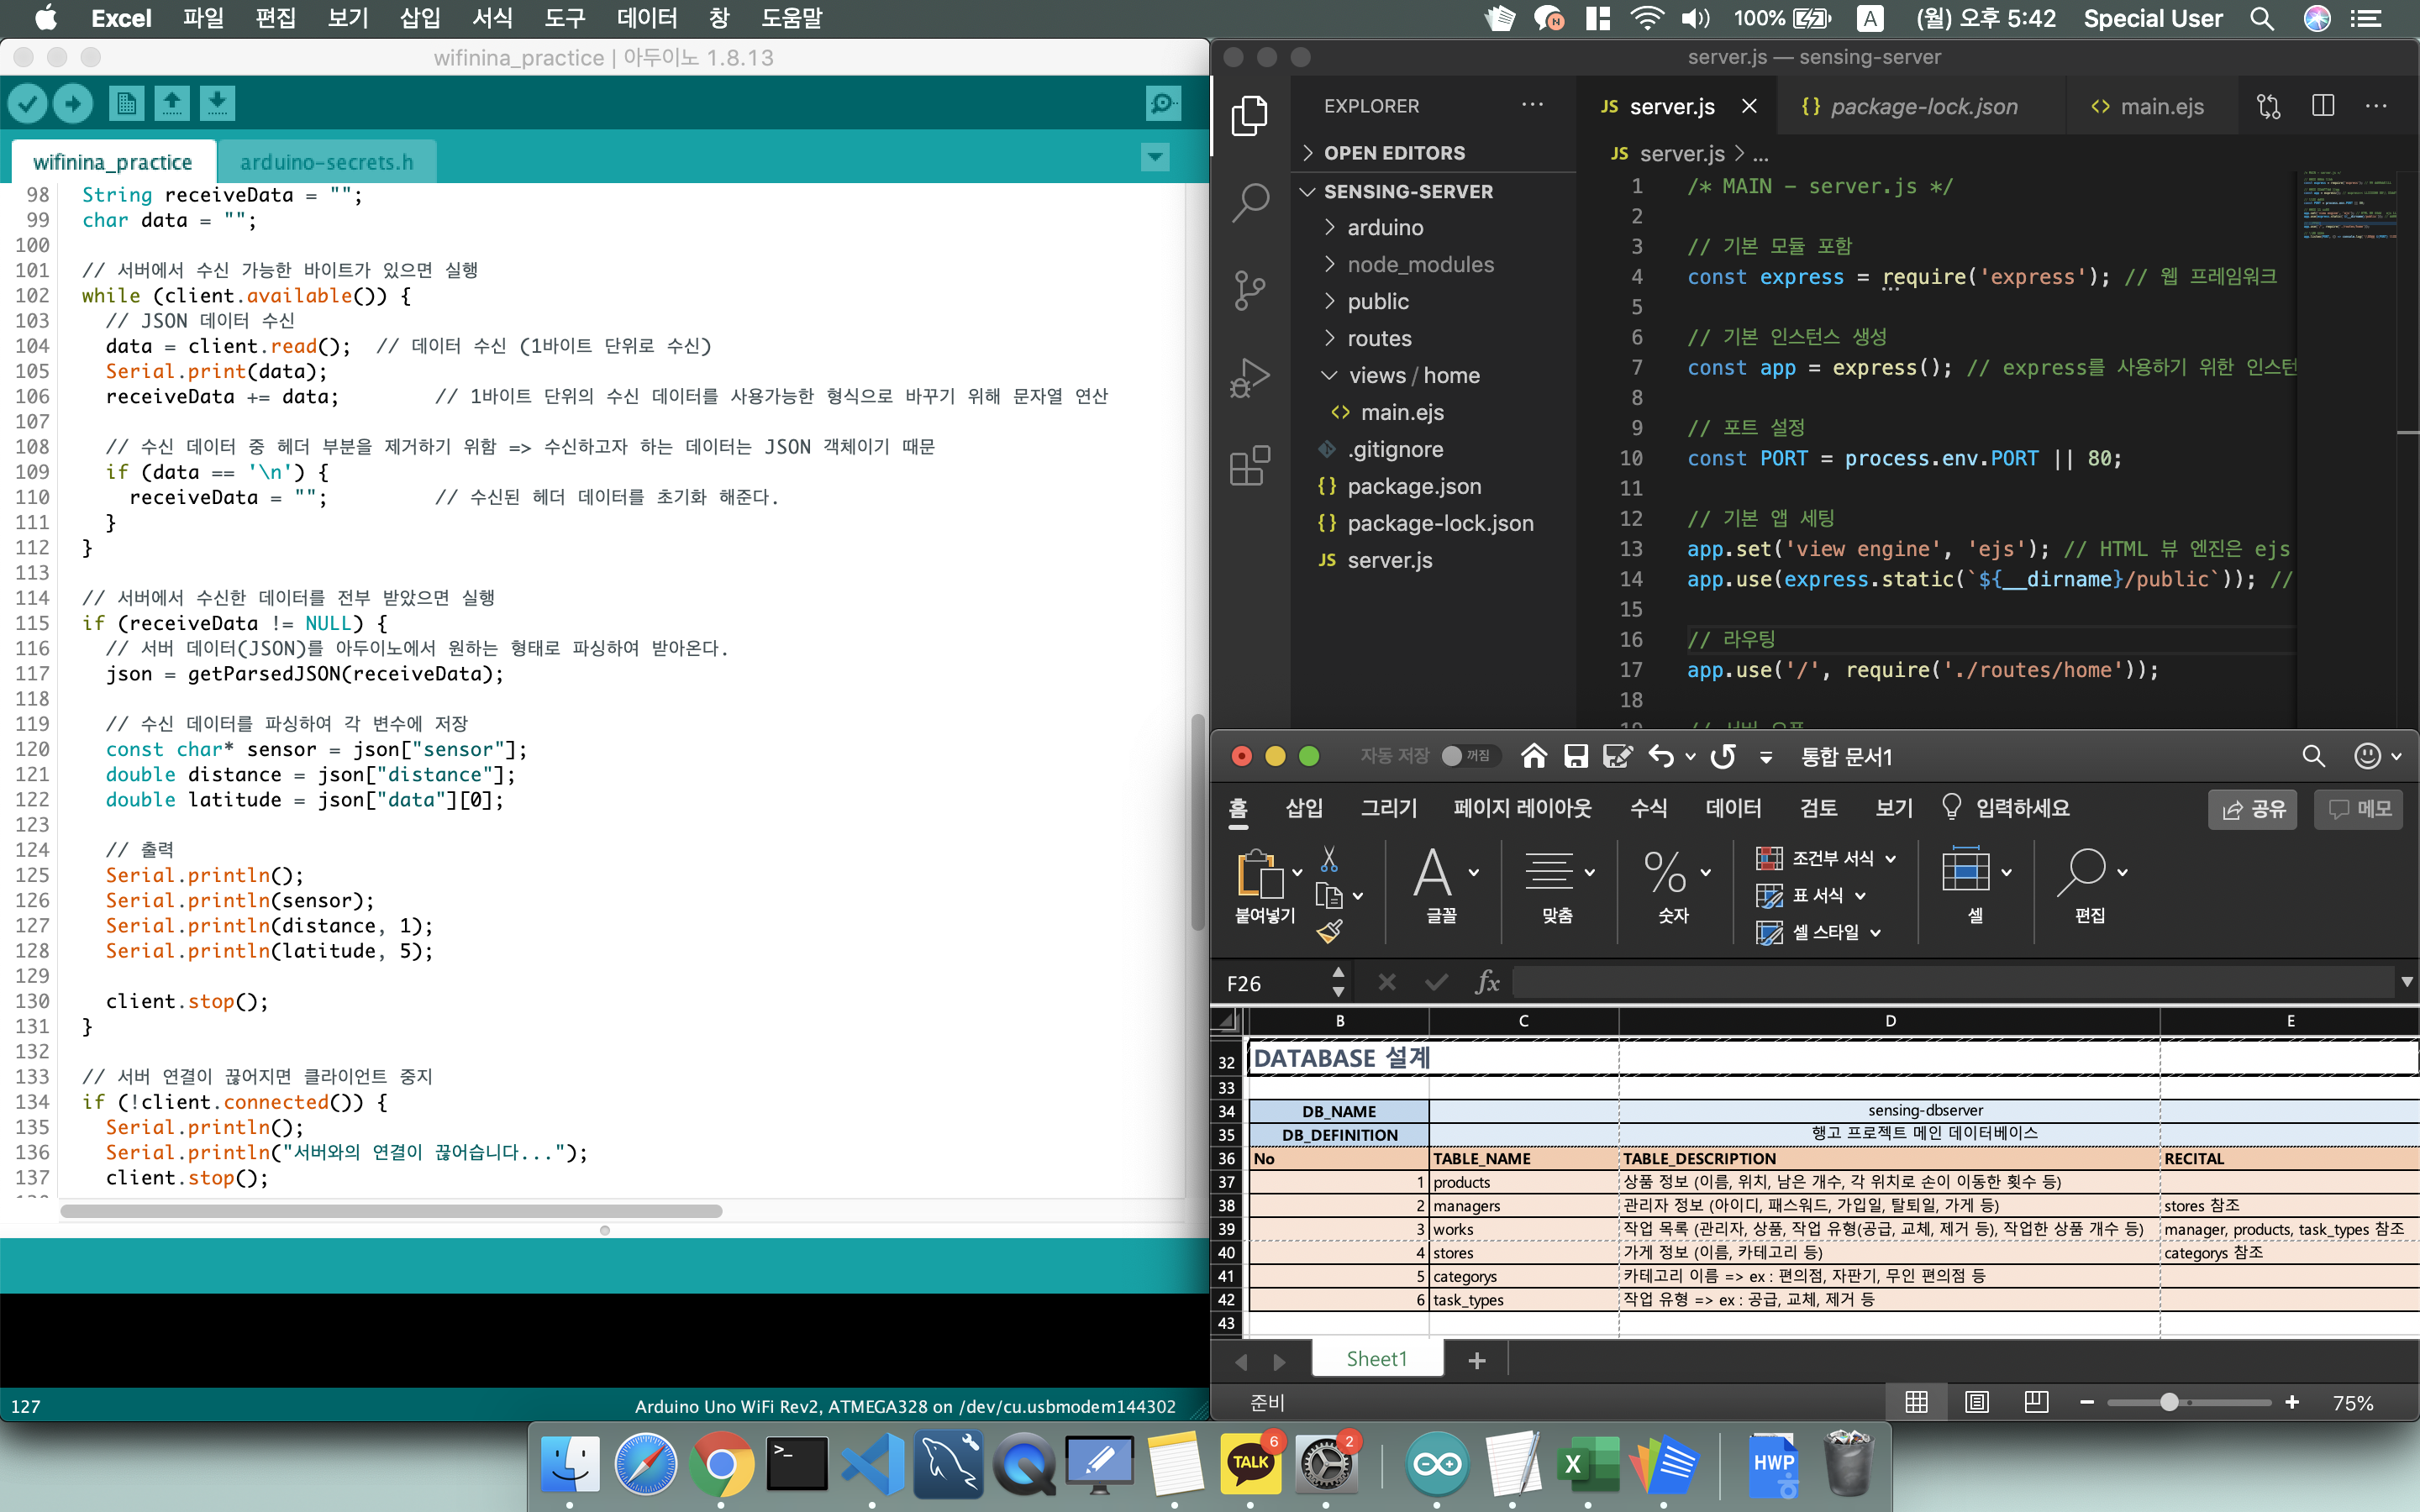 Excel 파일 편집 보기 삽입 서식 도구 데이터 창 도움말 100% A (월) 오후 5:42 Special User
wifinina_practice | 아두이노 1.8.13
wifinina_practice arduino-secrets.h
98 String receiveData = "";
99 char data = "";
100
101 // 서버에서 수신 가능한 바이트가 있으면 실행
102 while (client.available()) {
103 // JSON 데이터 수신
104 data = client.read(); // 데이터 수신 (1바이트 단위로 수신)
105 Serial.print(data);
106 receiveData += data; // 1바이트 단위의 수신 데이터를 사용가능한 형식으로 바꾸기 위해 문자열 연산
107
108 // 수신 데이터 중 헤더 부분을 제거하기 위함 => 수신하고자 하는 데이터는 JSON 객체이기 때문
109 if (data == '\n') {
110 receiveData = ""; // 수신된 헤더 데이터를 초기화 해준다.
111 }
112 }
113
114 // 서버에서 수신한 데이터를 전부 받았으면 실행
115 if (receiveData != NULL) {
116 // 서버 데이터(JSON)를 아두이노에서 원하는 형태로 파싱하여 받아온다.
117 json = getParsedJSON(receiveData);
118
119 // 수신 데이터를 파싱하여 각 변수에 저장
120 const char* sensor = json["sensor"];
121 double distance = json["distance"];
122 double latitude = json["data"][0];
123
124 // 출력
125 Serial.println();
126 Serial.println(sensor);
127 Serial.println(distance, 1);
128 Serial.println(latitude, 5);
129
130 client.stop();
131 }
132
133 // 서버 연결이 끊어지면 클라이언트 중지
134 if (!client.connected()) {
135 Serial.println();
136 Serial.println("서버와의 연결이 끊어습니다...");
137 client.stop();
127 Arduino Uno WiFi Rev2, ATMEGA328 on /dev/cu.usbmodem144302
server.js — sensing-server
EXPLORER
OPEN EDITORS
SENSING-SERVER
arduino
node_modules
public
routes
views / home
main.ejs
.gitignore
package.json
package-lock.json
JS server.js
JS server.js package-lock.json main.ejs
JS server.js > ...
1 /* MAIN - server.js */
2
3 // 기본 모듈 포함
4 const express = require('express'); // 웹 프레임워크
5
6 // 기본 인스턴스 생성
7 const app = express(); // express를 사용하기 위한 인스턴
8
9 // 포트 설정
10 const PORT = process.env.PORT || 80;
11
12 // 기본 앱 세팅
13 app.set('view engine', 'ejs'); // HTML 뷰 엔진은 ejs
14 app.use(express.static(`${__dirname}/public`)); //
15
16 // 라우팅
17 app.use('/', require('./routes/home'));
18
자동 저장 꺼짐 통합 문서1
홈 삽입 그리기 페이지 레이아웃 수식 데이터 검토 보기 입력하세요 공유 메모
붙여넣기 글꼴 맞춤 숫자 조건부 서식 표 서식 셀 스타일 셀 편집
F26 fx
B C D E
32 DATABASE 설계
33
34 DB_NAME sensing-dbserver
35 DB_DEFINITION 행고 프로젝트 메인 데이터베이스
36 No TABLE_NAME TABLE_DESCRIPTION RECITAL
37 1 products 상품 정보 (이름, 위치, 남은 개수, 각 위치로 손이 이동한 횟수 등)
38 2 managers 관리자 정보 (아이디, 패스워드, 가입일, 탈퇴일, 가게 등) stores 참조
39 3 works 작업 목록 (관리자, 상품, 작업 유형(공급, 교체, 제거 등), 작업한 상품 개수 등) manager, products, task_types 참조
40 4 stores 가게 정보 (이름, 카테고리 등) categorys 참조
41 5 categorys 카테고리 이름 => ex : 편의점, 자판기, 무인 편의점 등
42 6 task_types 작업 유형 => ex : 공급, 교체, 제거 등
43
Sheet1
준비 75%
TALK 6 2 X HWP